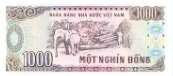 NGÂN HÀNG NHÀ NƯỚC VIỆT NAM
1000
1000
MỘT NGHÌN ĐỒNG